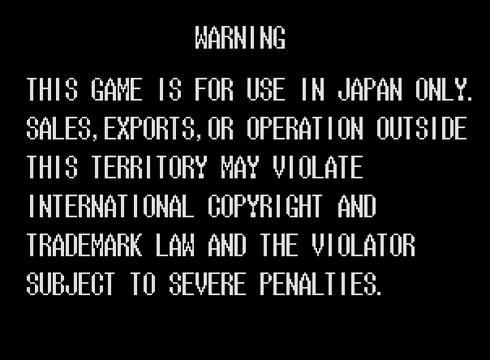 WARNING
THIS GAME IS FOR USE IN JAPAN ONLY.
SALES,EXPORTS,OR OPERATION OUTSIDE
THIS TERRITORY MAY VIOLATE
INTERNATIONAL COPYRIGHT AND
TRADEMARK LAW AND THE VIOLATOR
SUBJECT TO SEVERE PENALTIES.